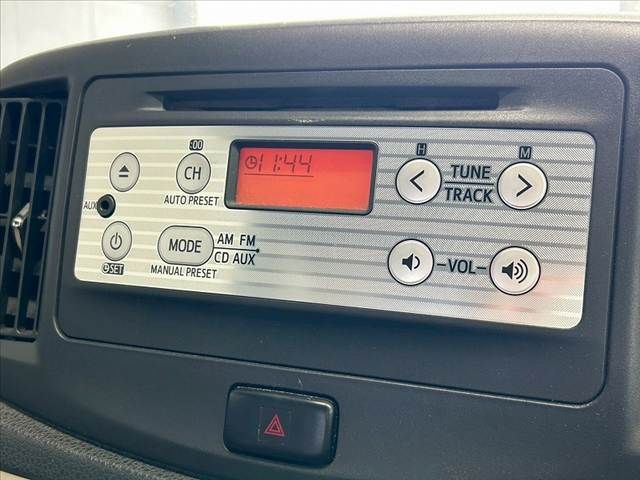 :00
H
M
11:44
CH
TUNE
TRACK
AUX
AUTO PRESET
MODE
AM FM
CD AUX
-VOL-
SET
MANUAL PRESET